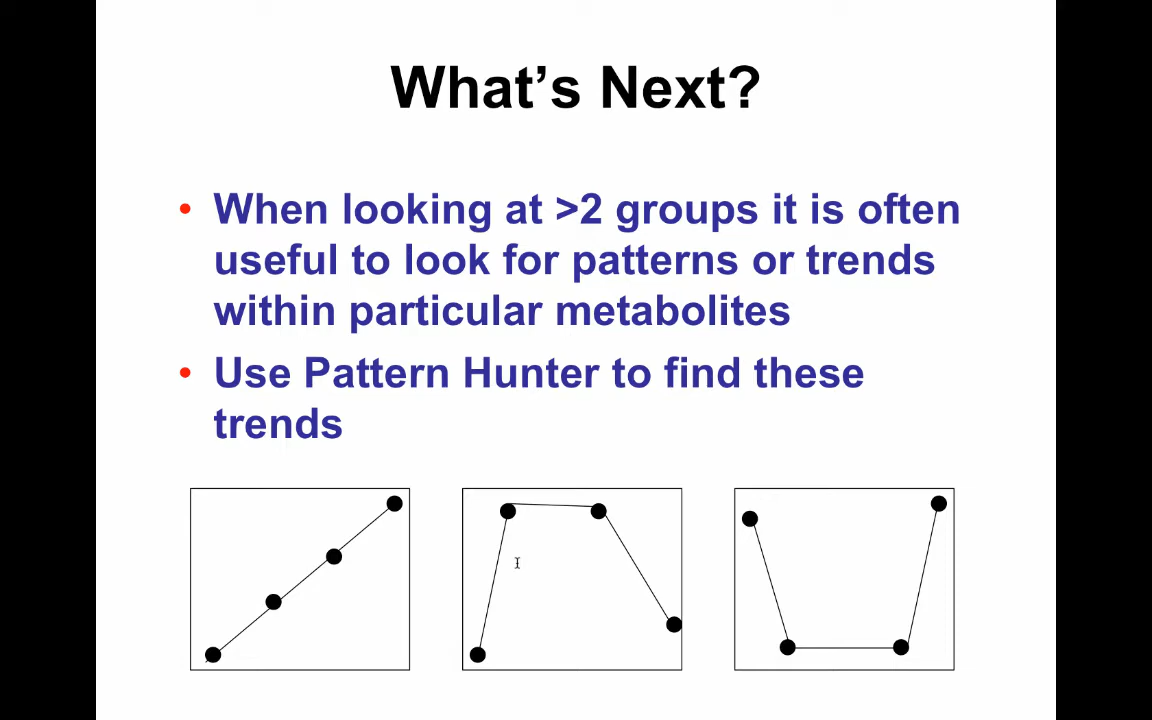 What’s Next?
• When looking at >2 groups it is often
useful to look for patterns or trends
within particular metabolites
• Use Pattern Hunter to find these
trends